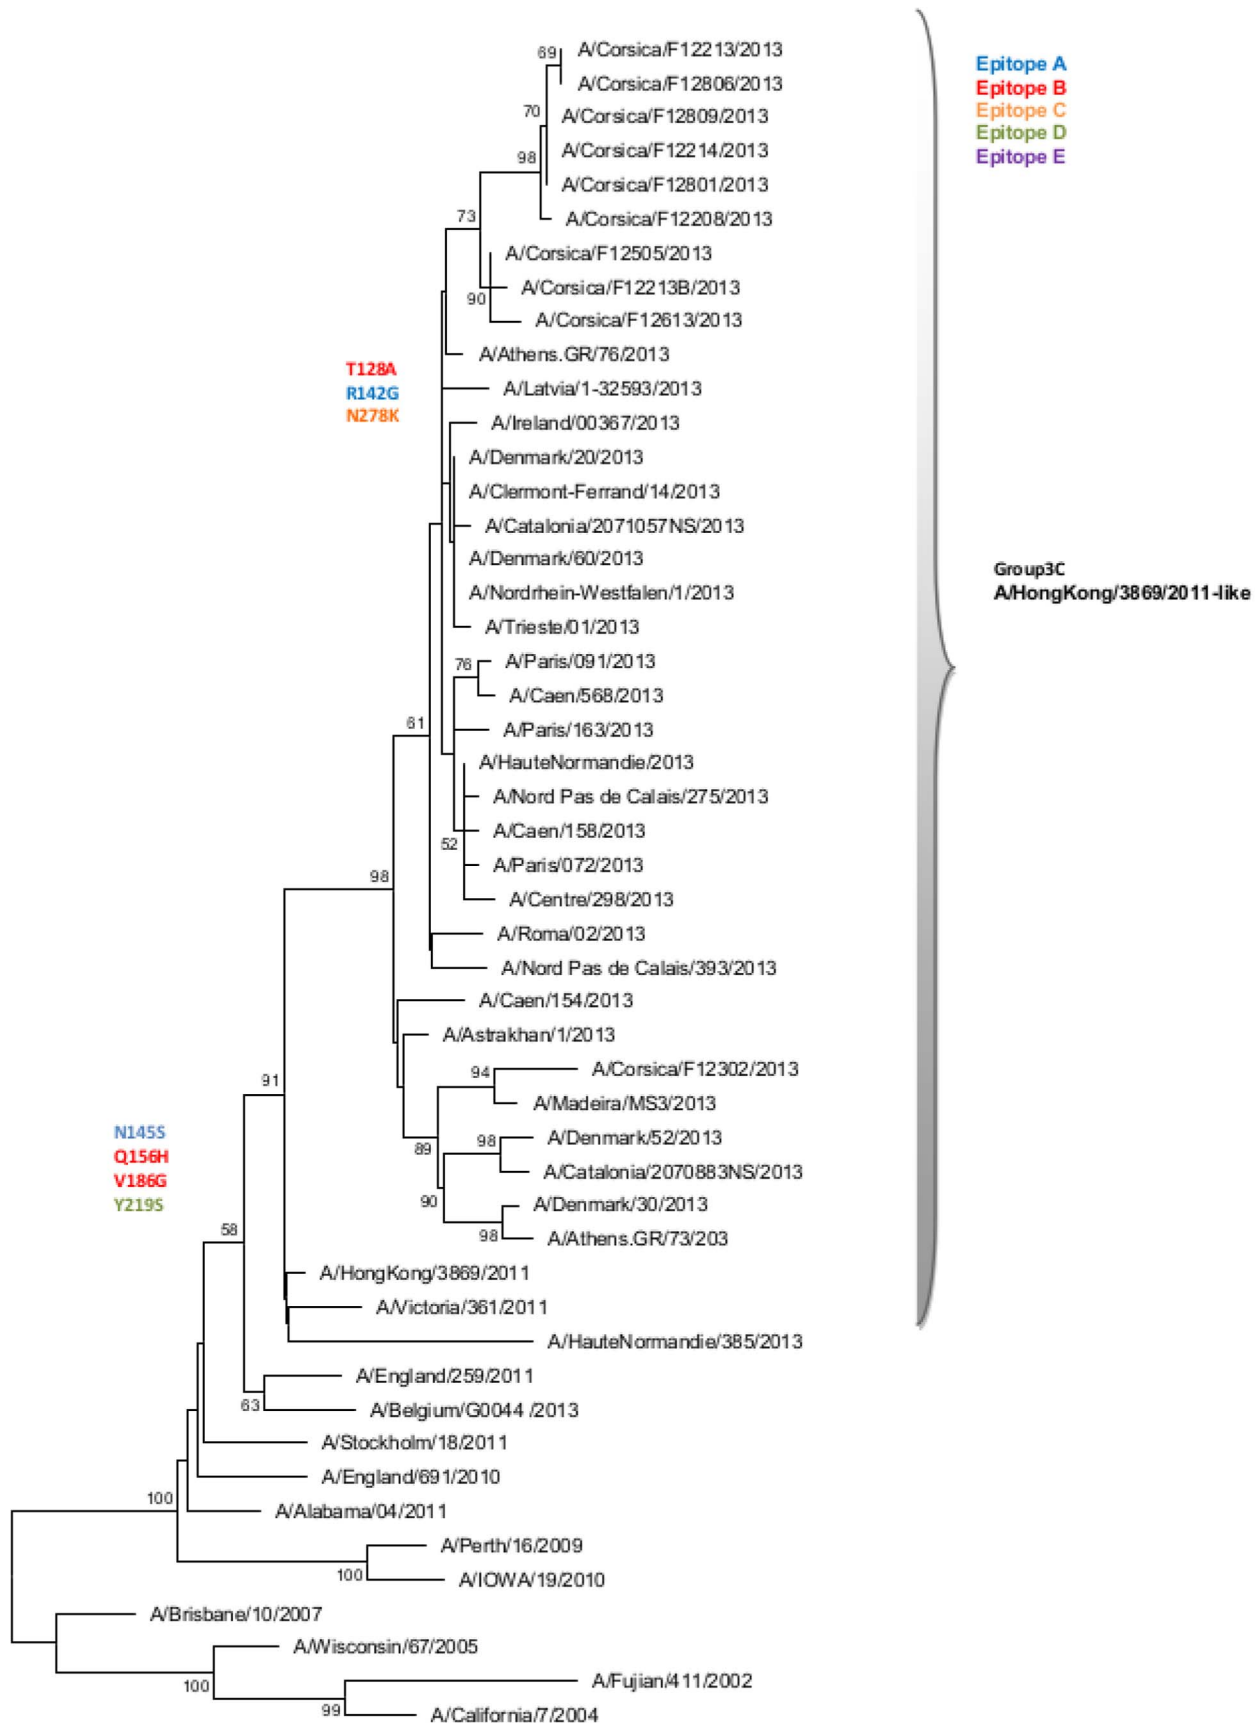 69
A/Corsica/F12213/2013
A/Corsica/F12806/2013
70
A/Corsica/F12809/2013
A/Corsica/F12214/2013
98
A/Corsica/F12801/2013
A/Corsica/F12208/2013
73
A/Corsica/F12505/2013
A/Corsica/F12213B/2013
90
A/Corsica/F12613/2013
A/Athens.GR/76/2013
A/Latvia/1-32593/2013
A/Ireland/00367/2013
A/Denmark/20/2013
A/Clermont-Ferrand/14/2013
A/Catalonia/2071057NS/2013
A/Denmark/60/2013
A/Nordrhein-Westfalen/1/2013
A/Trieste/01/2013
76
A/Paris/091/2013
A/Caen/568/2013
61
A/Paris/163/2013
A/HauteNormandie/2013
A/Nord Pas de Calais/275/2013
A/Caen/158/2013
52
A/Paris/072/2013
98
A/Centre/298/2013
A/Roma/02/2013
A/Nord Pas de Calais/393/2013
A/Caen/154/2013
A/Astrakhan/1/2013
91
94
A/Corsica/F12302/2013
A/Madeira/MS3/2013
98
A/Denmark/52/2013
89
A/Catalonia/2070883NS/2013
90
A/Denmark/30/2013
98
A/Athens.GR/73/203
58
A/HongKong/3869/2011
A/Victoria/361/2011
A/HauteNormandie/385/2013
A/England/259/2011
63
A/Belgium/G0044 /2013
A/Stockholm/18/2011
A/England/691/2010
100
A/Alabama/04/2011
A/Perth/16/2009
100
A/IOWA/19/2010
A/Brisbane/10/2007
A/Wisconsin/67/2005
100
A/Fujian/411/2002
99
A/California/7/2004
T128A
R142G
N278K
N145S
Q156H
V186G
Y219S
Epitope A
Epitope B
Epitope C
Epitope D
Epitope E
Group3C
A/HongKong/3869/2011-like